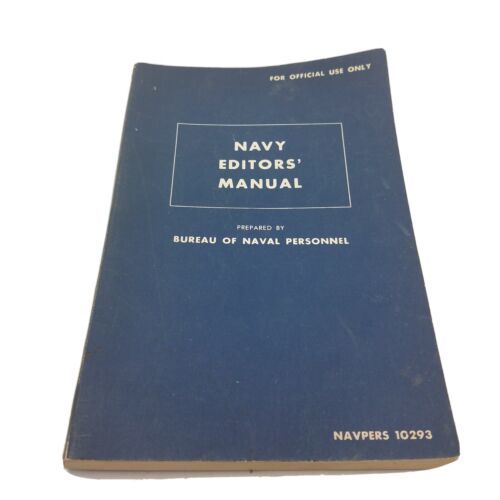 FOR OFFICIAL USE ONLY
NAVY
EDITORS'
MANUAL
PREPARED BY
BUREAU OF NAVAL PERSONNEL
NAVPERS 10293